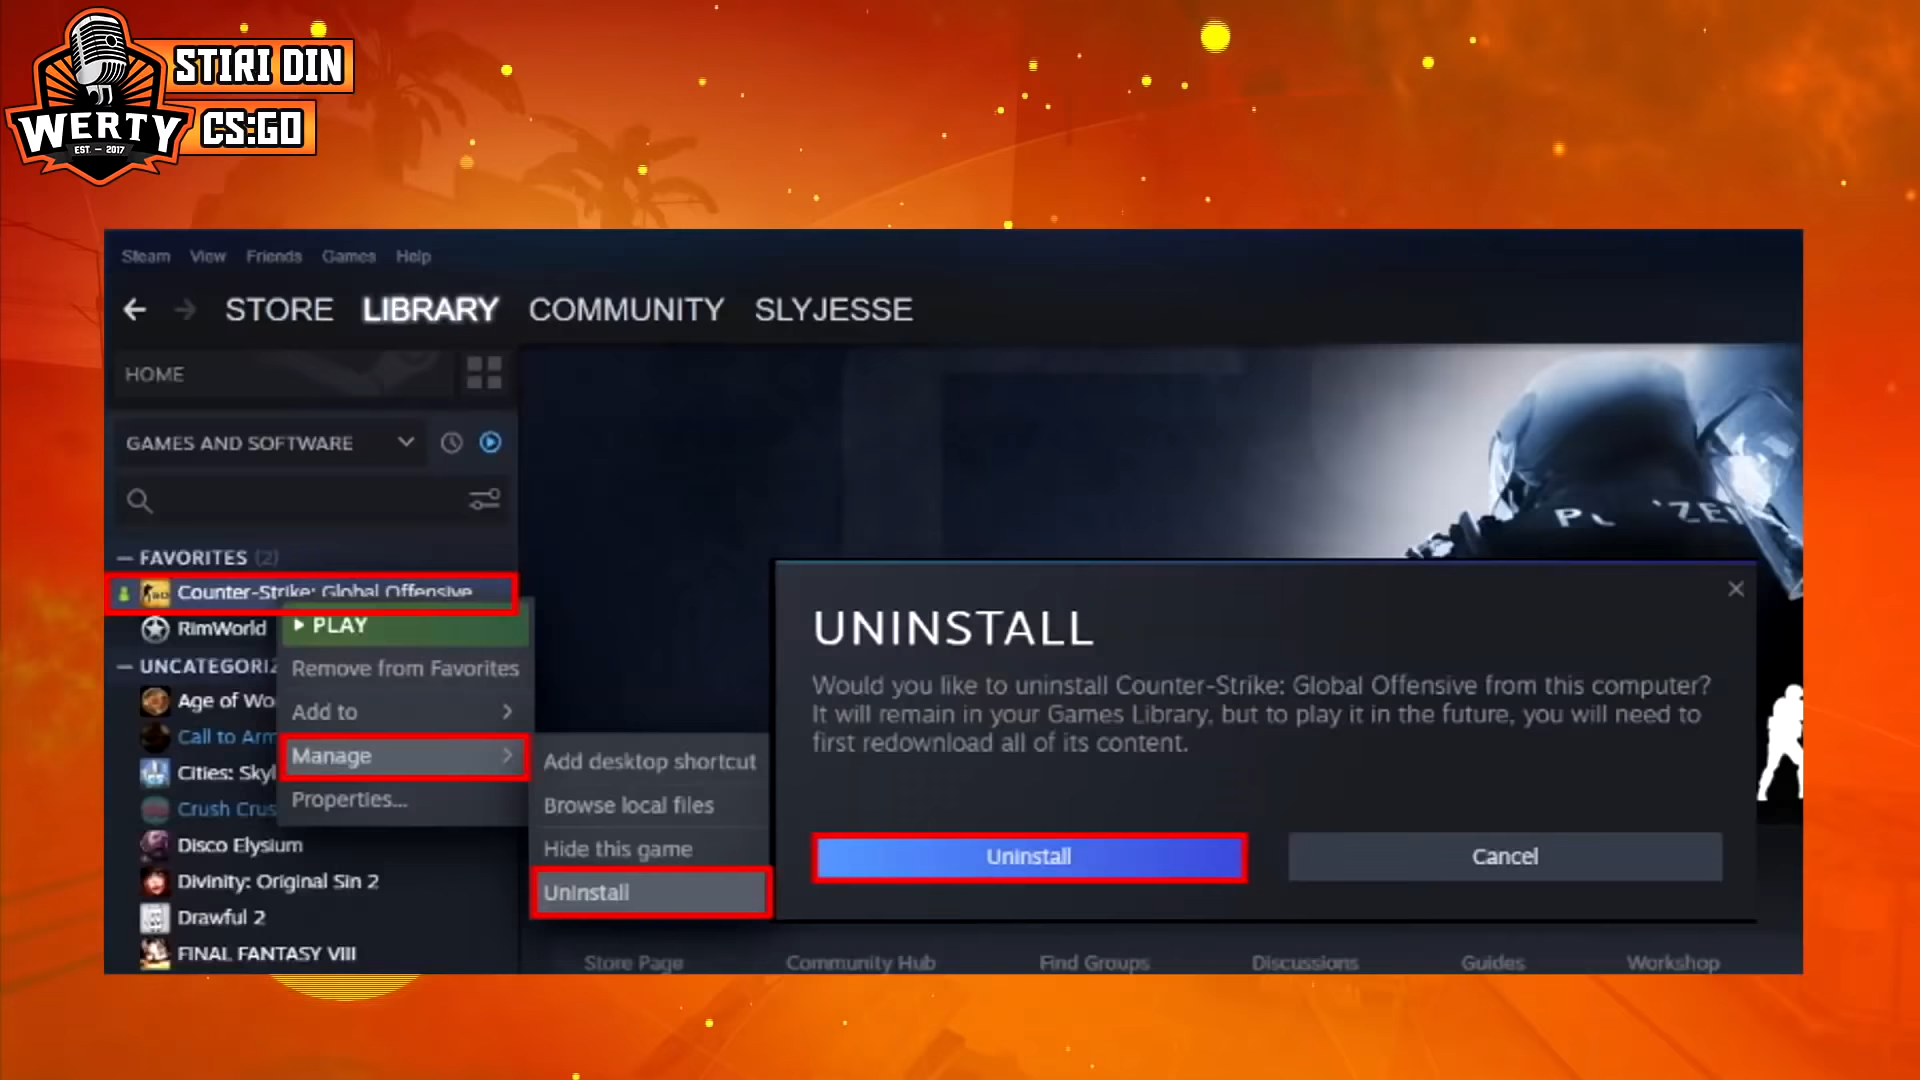 STIRI DIN
CS:GO
WERTY
EST. – 2017
Steam View Friends Games Help
STORE LIBRARY COMMUNITY SLYJESSE
HOME
GAMES AND SOFTWARE
— FAVORITES (2)
Counter-Strike: Global Offensive
RimWorld
PLAY
— UNCATEGORIZ
Remove from Favorites
Age of Wo
Add to
Call to Arm
Manage
Cities: Skyl
Properties...
Crush Crus
Disco Elysium
Divinity: Original Sin 2
Drawful 2
FINAL FANTASY VIII
Add desktop shortcut
Browse local files
Hide this game
Uninstall
UNINSTALL
Would you like to uninstall Counter-Strike: Global Offensive from this computer?
It will remain in your Games Library, but to play it in the future, you will need to
first redownload all of its content.
Uninstall Cancel
Store Page Community Hub Find Groups Discussions Guides Workshop